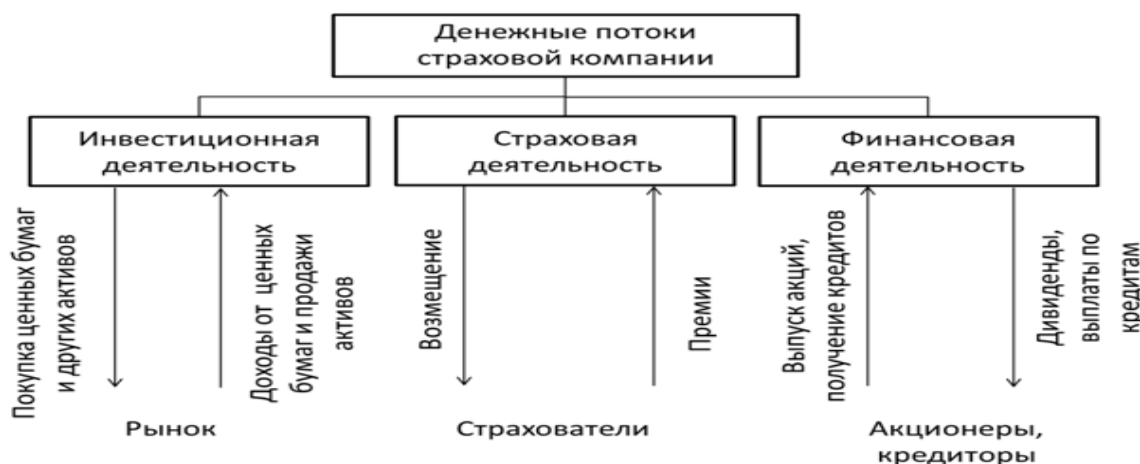 Денежные потоки
страховой компании
Инвестиционная
деятельность
Страховая
деятельность
Финансовая
деятельность
Покупка ценных бумаг
и других активов
Доходы от ценных
бумаг и продажи
активов
Возмещение
Премии
Выпуск акций,
получение кредитов
Дивиденды,
выплаты по
кредитам
Рынок
Страхователи
Акционеры,
кредиторы